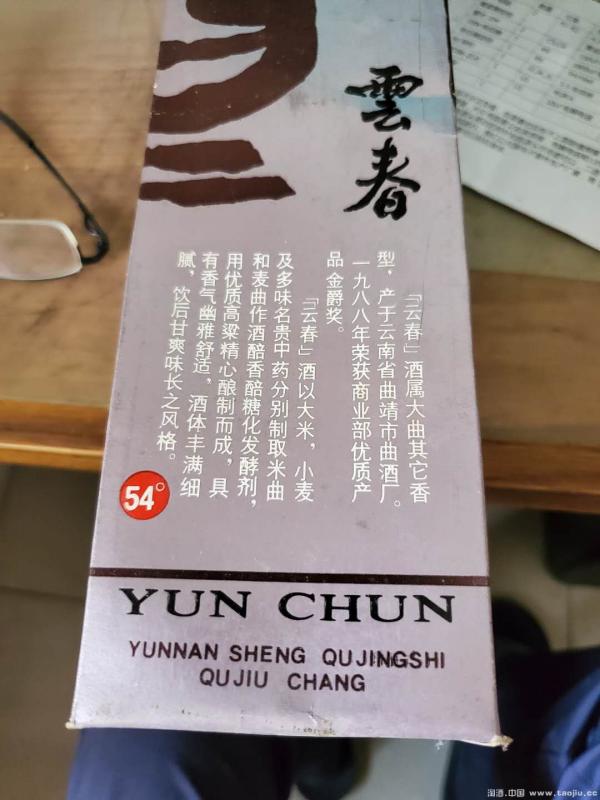 雲春
「云春」酒属大曲其它香
型，产于云南省曲靖市曲酒厂。
一九八八年荣获商业部优质产
品金爵奖。
「云春」酒以大米，小麦
及多味名贵中药分别制取米曲
和麦曲作酒醅香醅糖化发酵剂，
用优质高粱精心酿制而成，具
有香气幽雅舒适，酒体丰满细
腻，饮后甘爽味长之风格。
54°
YUN CHUN
YUNNAN SHENG QUJINGSHI
QUJIU CHANG
淘酒.中国 www.taojiu.cc